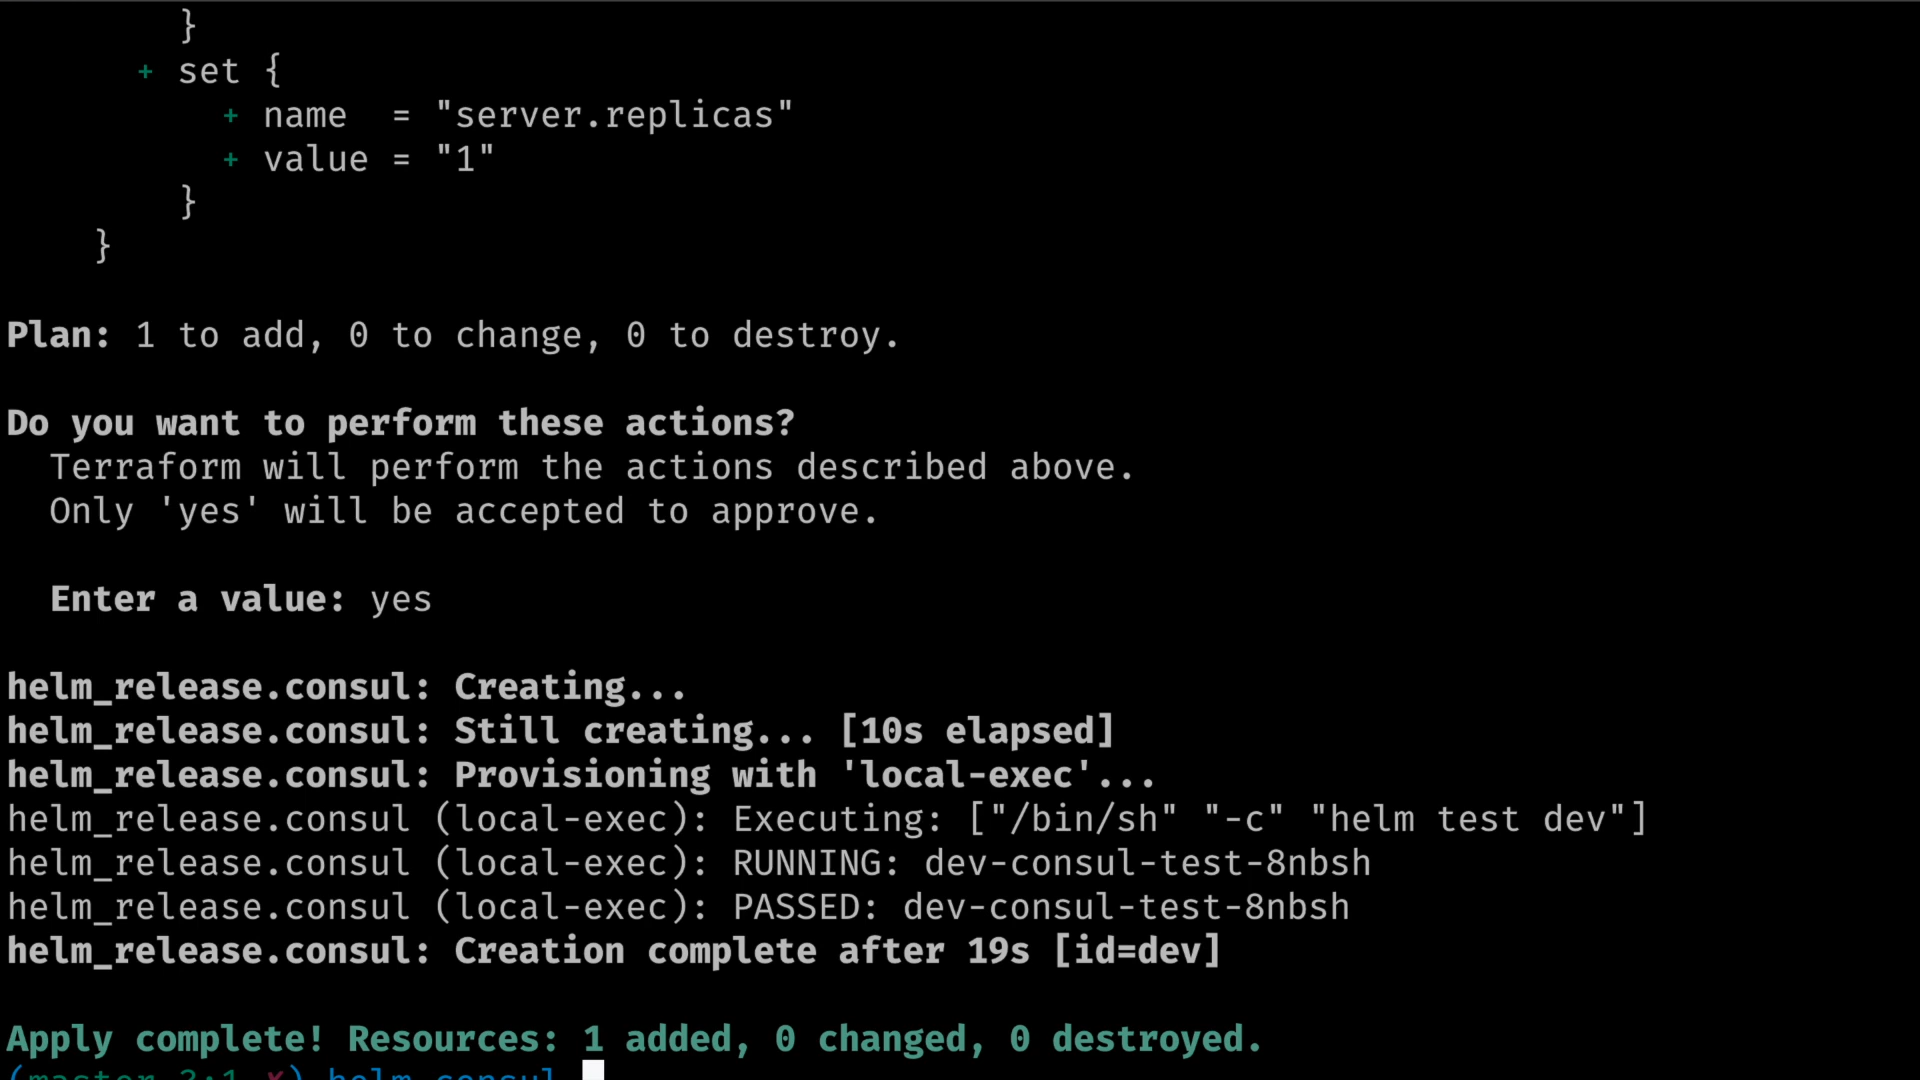 }
+ set {
+ name  = "server.replicas"
+ value = "1"
}
}
Plan: 1 to add, 0 to change, 0 to destroy.
Do you want to perform these actions?
Terraform will perform the actions described above.
Only 'yes' will be accepted to approve.
Enter a value: yes
helm_release.consul: Creating...
helm_release.consul: Still creating... [10s elapsed]
helm_release.consul: Provisioning with 'local-exec'...
helm_release.consul (local-exec): Executing: ["/bin/sh" "-c" "helm test dev"]
helm_release.consul (local-exec): RUNNING: dev-consul-test-8nbsh
helm_release.consul (local-exec): PASSED: dev-consul-test-8nbsh
helm_release.consul: Creation complete after 19s [id=dev]
Apply complete! Resources: 1 added, 0 changed, 0 destroyed.
(master ?:1 ✗) helm consul